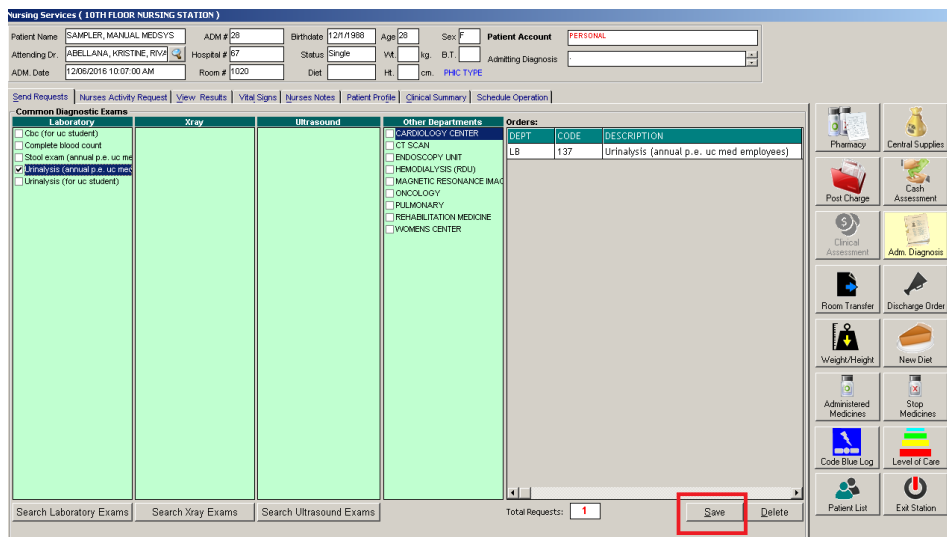 Nursing Services ( 10TH FLOOR NURSING STATION )
Patient Name SAMPLER, MANUAL MEDSYS ADM # 28 Birthdate 12/1/1988 Age 28 Sex F Patient Account PERSONAL
Attending Dr. ABELLANA, KRISTINE, RIVA Hospital # 67 Status Single Wt. kg. B.T. Admitting Diagnosis .
ADM. Date 12/06/2016 10:07:00 AM Room # 1020 Diet Ht. cm. PHIC TYPE
Send Requests Nurses Activity Request View Results Vital Signs Nurses Notes Patient Profile Clinical Summary Schedule Operation
Common Diagnostic Exams
Laboratory Xray Ultrasound Other Departments Orders:
Cbc (for uc student)
Complete blood count
Stool exam (annual p.e. uc me
Urinalysis (annual p.e. uc med
Urinalysis (for uc student)
CARDIOLOGY CENTER
CT SCAN
ENDOSCOPY UNIT
HEMODIALYSIS (RDU)
MAGNETIC RESONANCE IMAG
ONCOLOGY
PULMONARY
REHABILITATION MEDICINE
WOMENS CENTER
DEPT CODE DESCRIPTION
LB 137 Urinalysis (annual p.e. uc med employees)
Search Laboratory Exams Search Xray Exams Search Ultrasound Exams Total Requests: 1 Save Delete
Pharmacy Central Supplies
Post Charge Cash Assessment
Clinical Assessment Adm. Diagnosis
Room Transfer Discharge Order
Weight/Height New Diet
Administered Medicines Stop Medicines
Code Blue Log Level of Care
Patient List Exit Station